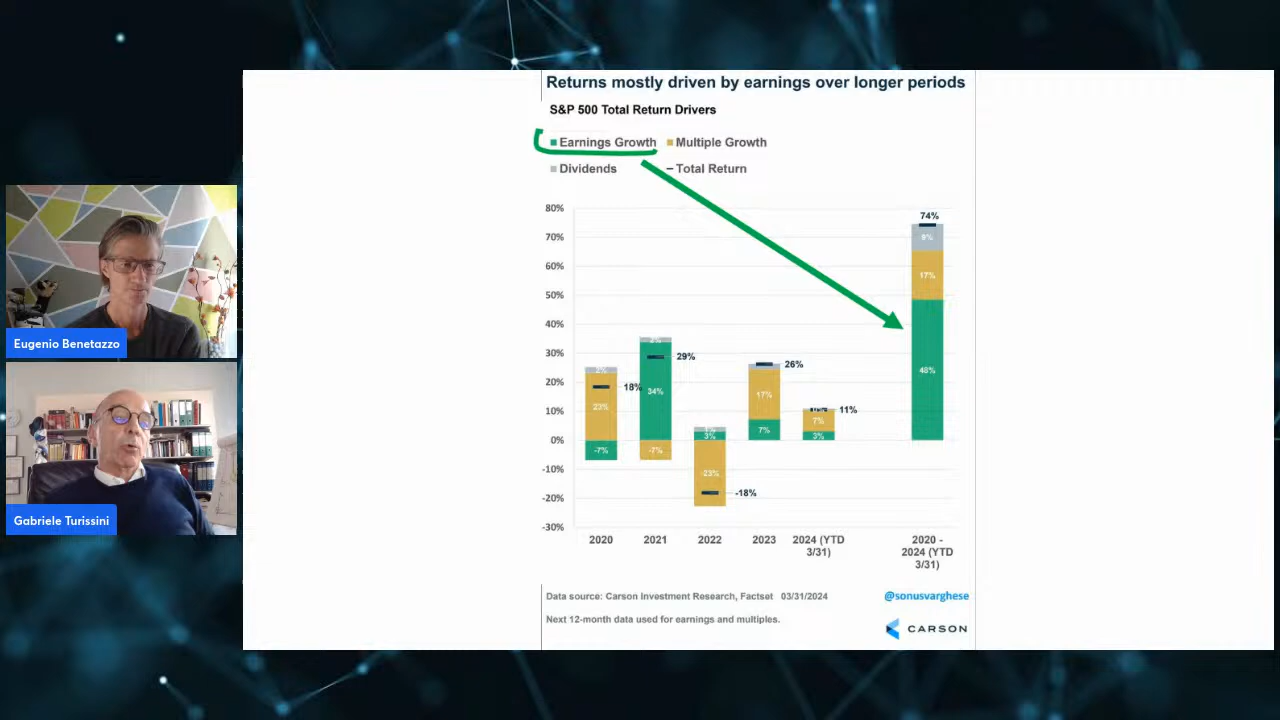 Returns mostly driven by earnings over longer periods
S&P 500 Total Return Drivers
Earnings Growth Multiple Growth
Dividends Total Return
80%
70%
60%
50%
40%
30%
20%
10%
0%
-10%
-20%
-30%
23%
-7%
18%
34%
-7%
29%
3%
-23%
-18%
17%
7%
26%
7%
3%
11%
74%
9%
17%
48%
2020 2021 2022 2023 2024 (YTD 3/31) 2020 - 2024 (YTD 3/31)
Data source: Carson Investment Research, Factset 03/31/2024
@sonusvarghese
Next 12-month data used for earnings and multiples.
CARSON
Eugenio Benetazzo
Gabriele Turissini